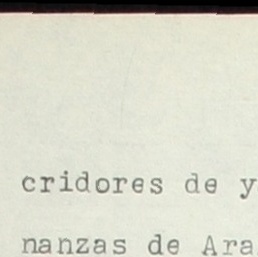 cridores de y
nanzas de Ara